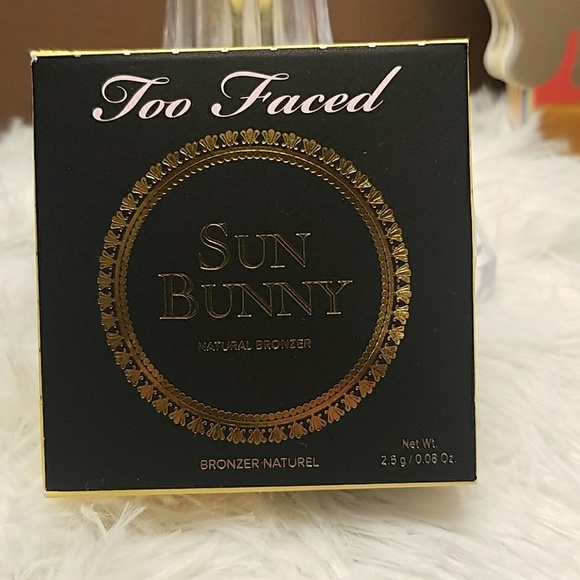 Too Faced
SUN
BUNNY
NATURAL BRONZER
BRONZER NATUREL
Net Wt.
2.5 g / 0.08 Oz.